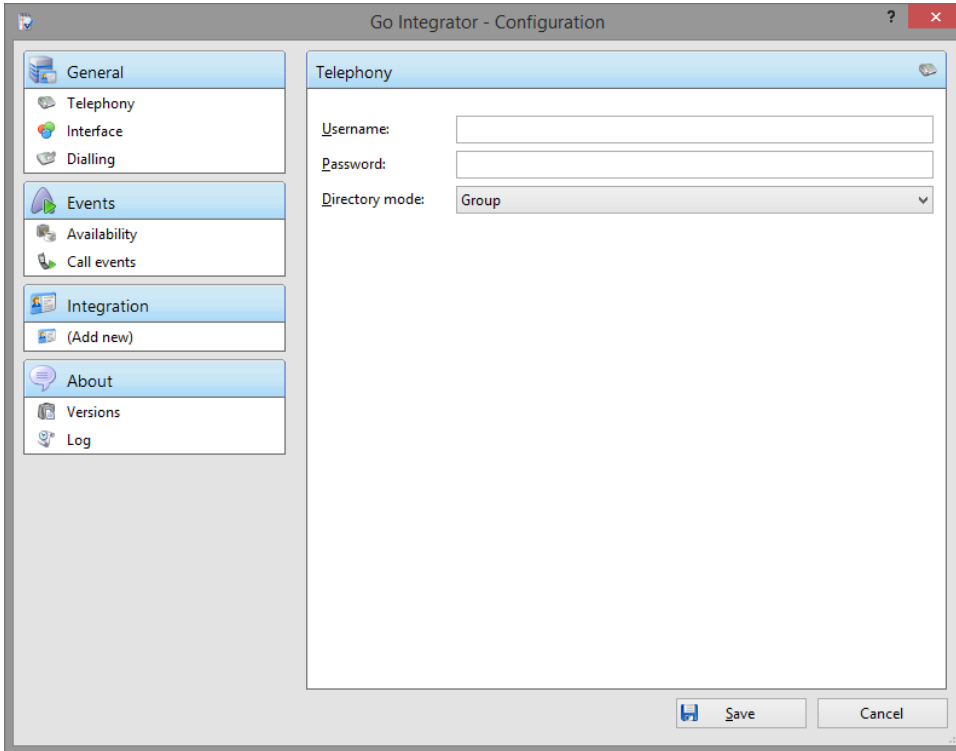 Go Integrator - Configuration
?
General
Telephony
Interface
Dialling
Events
Availability
Call events
Integration
(Add new)
About
Versions
Log
Telephony
Username:
Password:
Directory mode:
Group
Save
Cancel